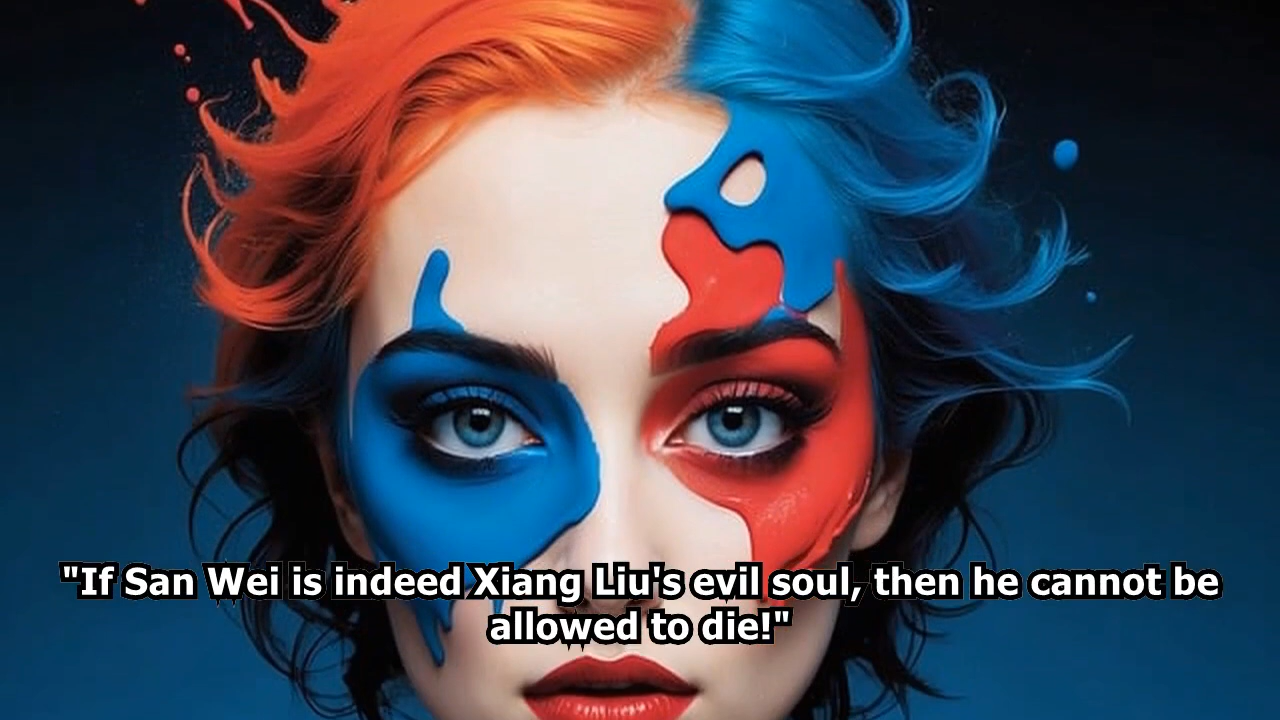 "If San Wei is indeed Xiang Liu's evil soul, then he cannot be
allowed to die!"